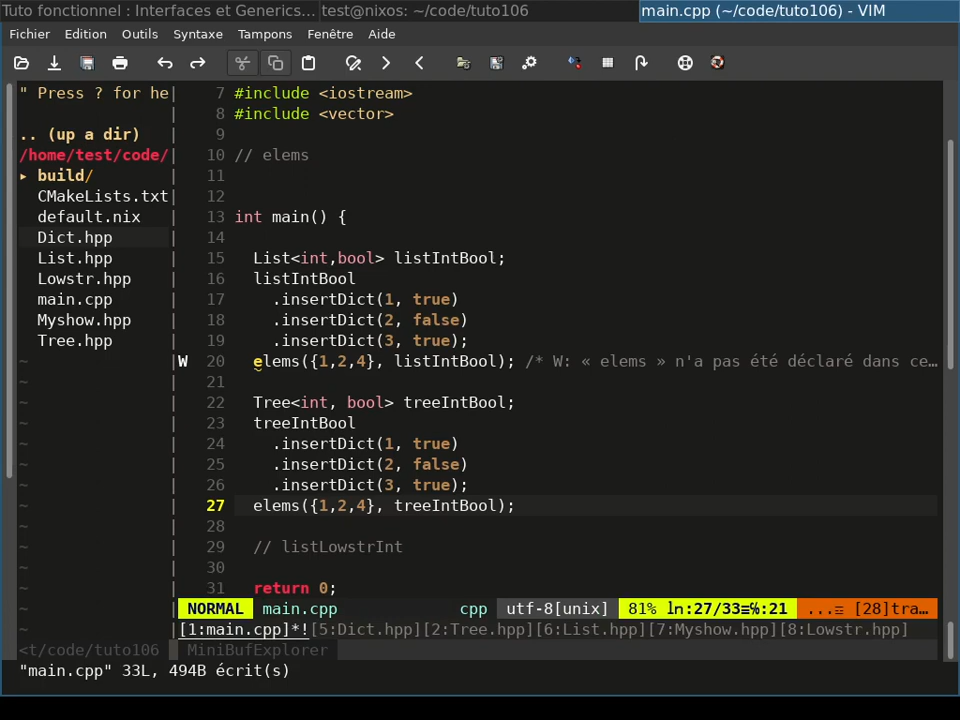 Tuto fonctionnel : Interfaces et Generics... test@nixos: ~/code/tuto106 main.cpp (~/code/tuto106) - VIM
Fichier Edition Outils Syntaxe Tampons Fenêtre Aide
" Press ? for he
.. (up a dir)
/home/test/code/
▸ build/
CMakeLists.txt
default.nix
Dict.hpp
List.hpp
Lowstr.hpp
main.cpp
Myshow.hpp
Tree.hpp
7 #include <iostream>
8 #include <vector>
9
10 // elems
11
12
13 int main() {
14
15 List<int,bool> listIntBool;
16 listIntBool
17 .insertDict(1, true)
18 .insertDict(2, false)
19 .insertDict(3, true);
W 20 elems({1,2,4}, listIntBool); /* W: « elems » n'a pas été déclaré dans ce…
21
22 Tree<int, bool> treeIntBool;
23 treeIntBool
24 .insertDict(1, true)
25 .insertDict(2, false)
26 .insertDict(3, true);
27 elems({1,2,4}, treeIntBool);
28
29 // listLowstrInt
30
31 return 0;
NORMAL main.cpp cpp utf-8[unix] 81% ln:27/33≡℅:21 ...☲ [28]tra…
[1:main.cpp]*![5:Dict.hpp][2:Tree.hpp][6:List.hpp][7:Myshow.hpp][8:Lowstr.hpp]
<t/code/tuto106 MiniBufExplorer
"main.cpp" 33L, 494B écrit(s)